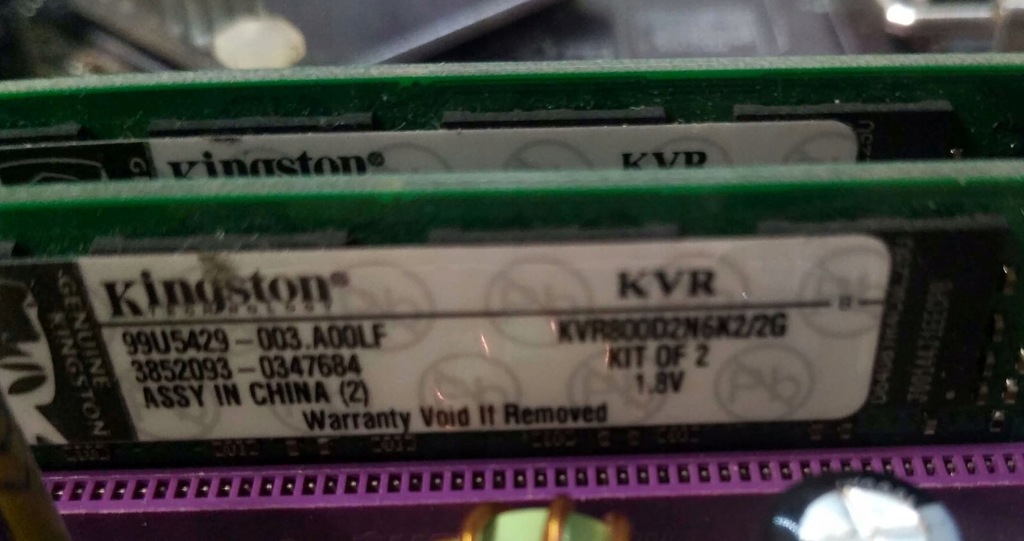 Kingston®
KVR
Kingston®
KVR
TECHNOLOGY
99U5429-003.A00LF
KVR800D2N6K2/2G
3852093-0347684
KIT OF 2
ASSY IN CHINA (2)
1.8V
Warranty Void If Removed
GENUINE
KINGSTON